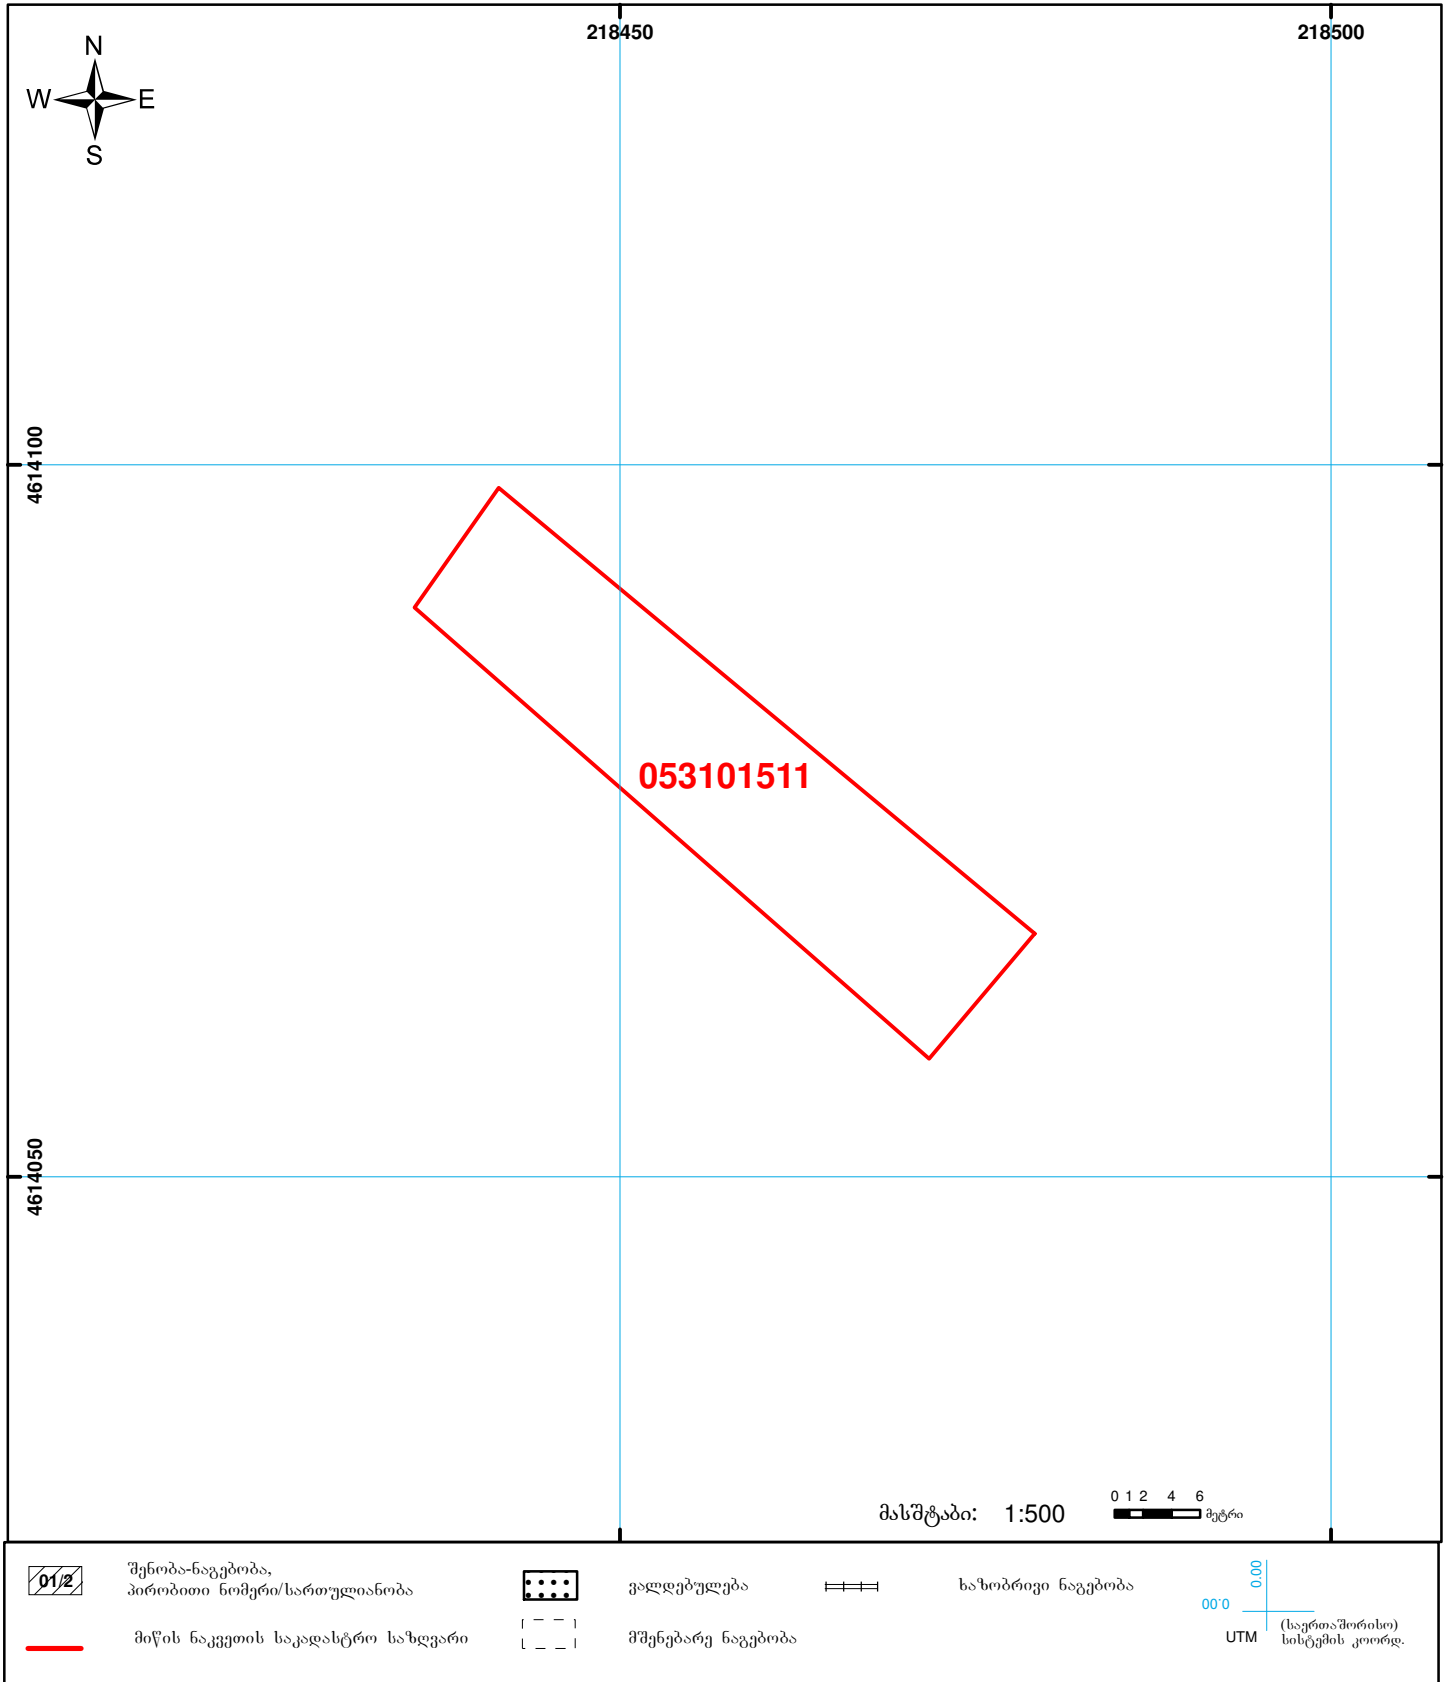 218450
218500
N
W
E
S
4614100
053101511
4614050
მასშტაბი: 1:500
0 1 2 4 6
მეტრი
01/2
შენობა-ნაგებობა,
პირობითი ნომერი/სართულიანობა
ვალდებულება
ხაზობრივი ნაგებობა
0.00
0.00
UTM
(საერთაშორისო)
სისტემის კოორდ.
მიწის ნაკვეთის საკადასტრო საზღვარი
მშენებარე ნაგებობა